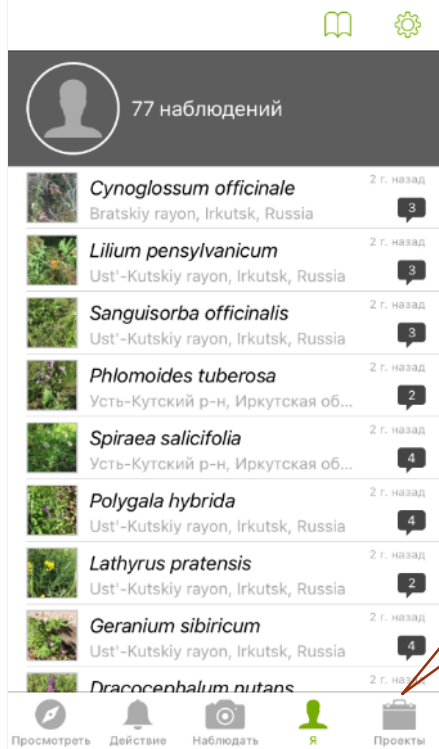 77 наблюдений
Cynoglossum officinale 2 г. назад
Bratskiy rayon, Irkutsk, Russia 3
Lilium pensylvanicum 2 г. назад
Ust'-Kutskiy rayon, Irkutsk, Russia 3
Sanguisorba officinalis 2 г. назад
Ust'-Kutskiy rayon, Irkutsk, Russia 3
Phlomoides tuberosa 2 г. назад
Усть-Кутский р-н, Иркутская об... 2
Spiraea salicifolia 2 г. назад
Усть-Кутский р-н, Иркутская об... 4
Polygala hybrida 2 г. назад
Ust'-Kutskiy rayon, Irkutsk, Russia 4
Lathyrus pratensis 2 г. назад
Ust'-Kutskiy rayon, Irkutsk, Russia 2
Geranium sibiricum 2 г. назад
Ust'-Kutskiy rayon, Irkutsk, Russia 4
Dracocephalum nutans 2 г. назад
Просмотреть Действие Наблюдать Я Проекты